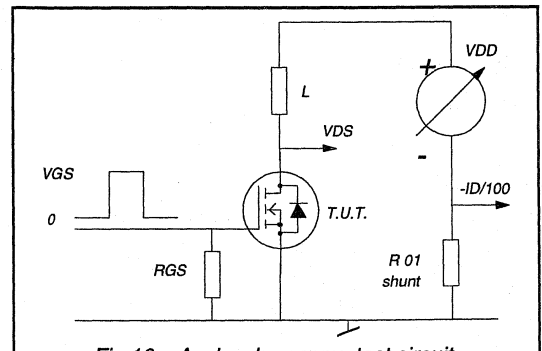 VDD
+
L
VDS
-
VGS
-ID/100
0
T.U.T.
RGS
R 01
shunt